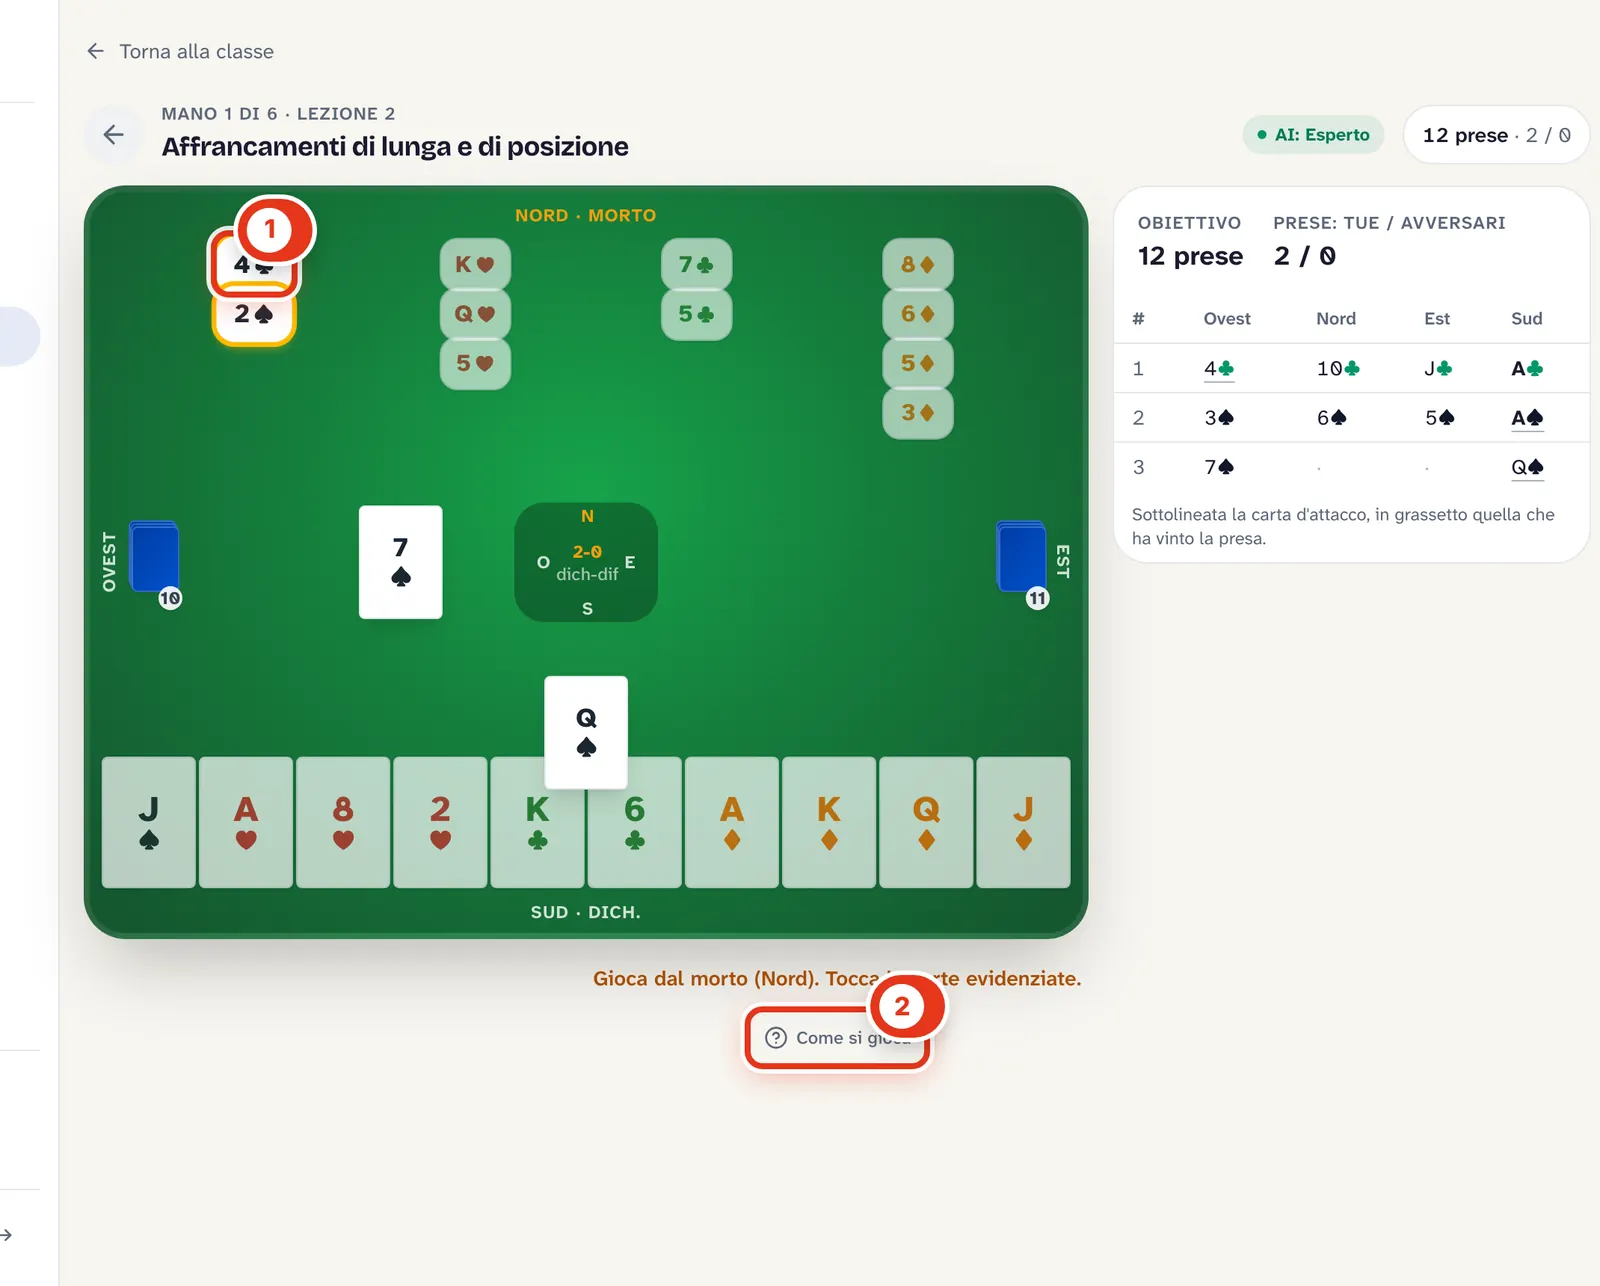 Torna alla classe
MANO 1 DI 6 · LEZIONE 2
Affrancamenti di lunga e di posizione
AI: Esperto
12 prese · 2 / 0
NORD · MORTO
1
4♠
2♠
K♥
Q♥
5♥
7♣
5♣
8♦
6♦
5♦
3♦
OVEST
10
7♠
N
O
2-0
E
dich-dif
S
EST
11
Q♠
J♠ A♥ 8♥ 2♥ K♣ 6♣ A♦ K♦ Q♦ J♦
SUD · DICH.
Gioca dal morto (Nord). Tocca evidenziate.
2
Come si
OBIETTIVO PRESE: TUE / AVVERSARI
12 prese 2 / 0
# Ovest Nord Est Sud
1 4♣ 10♣ J♣ A♣
2 3♠ 6♠ 5♠ A♠
3 7♠ · · Q♠
Sottolineata la carta d'attacco, in grassetto quella che
ha vinto la presa.